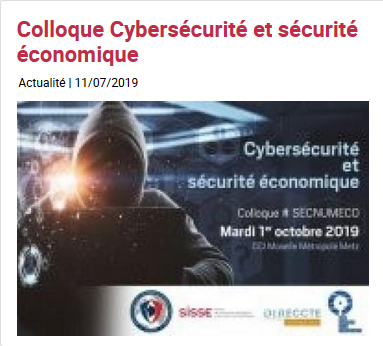 Colloque Cybersécurité et sécurité
économique
Actualité | 11/07/2019
Cybersécurité
et
sécurité économique
Colloque # SECNUMECO
Mardi 1er octobre 2019
CCI Moselle Métropole Metz
SISSE
DIRECCTE